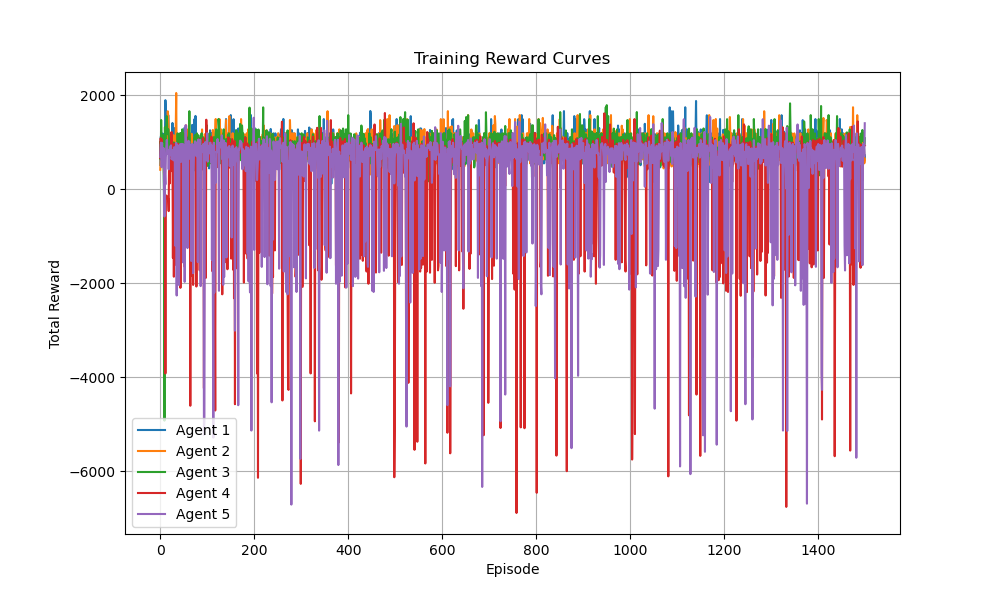 Training Reward Curves
Total Reward
2000
0
−2000
−4000
−6000
Agent 1
Agent 2
Agent 3
Agent 4
Agent 5
0 200 400 600 800 1000 1200 1400
Episode